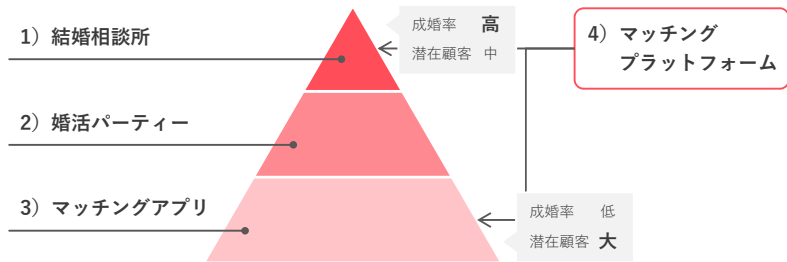 1）結婚相談所
2）婚活パーティー
3）マッチングアプリ
成婚率 高
潜在顧客 中
4）マッチング
プラットフォーム
成婚率 低
潜在顧客 大